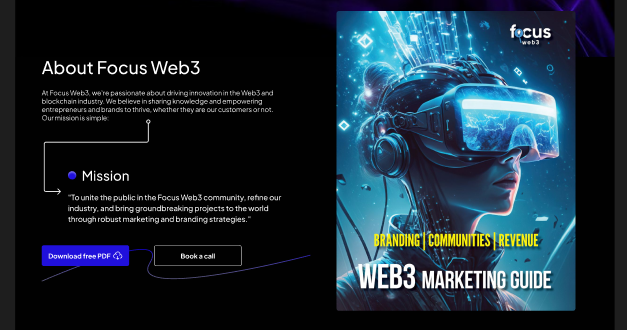 About Focus Web3
At Focus Web3, we're passionate about driving innovation in the Web3 and
blockchain industry. We believe in sharing knowledge and empowering
entrepreneurs and brands to thrive, whether they are our customers or not.
Our mission is simple:
Mission
"To unite the public in the Focus Web3 community, refine our
industry, and bring groundbreaking projects to the world
through robust marketing and branding strategies."
Download free PDF
Book a call
focus
web3
BRANDING | COMMUNITIES | REVENUE
WEB3 MARKETING GUIDE